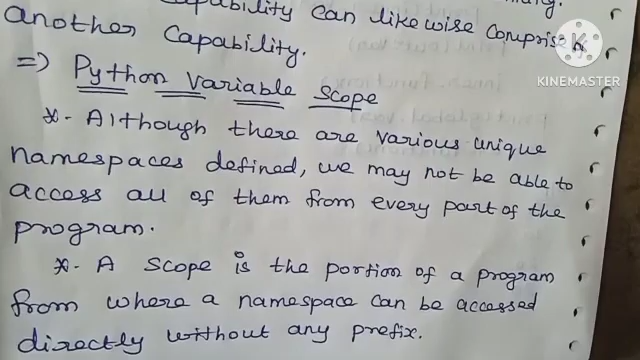 capability can likewise comprise
another capability.
=> Python Variable Scope
*. Although there are various unique
namespaces defined, we may not be able to
access all of them from every part of the
program.
*. A scope is the portion of a program
from where a namespace can be accessed
directly without any prefix.
KINEMASTER